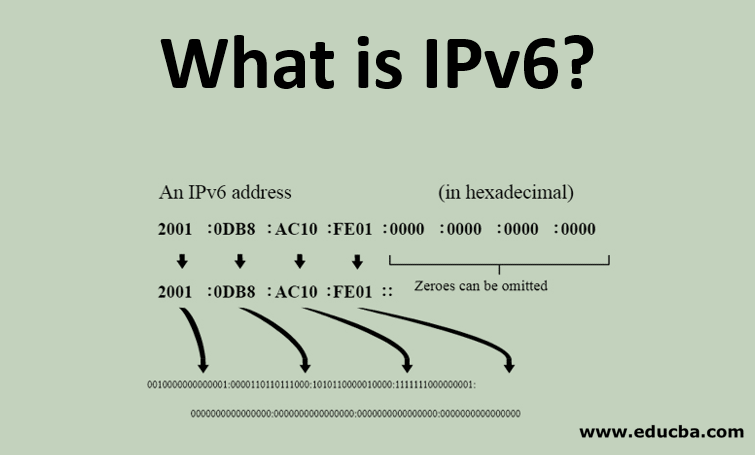 What is IPv6?
An IPv6 address (in hexadecimal)
2001 :0DB8 :AC10 :FE01 :0000 :0000 :0000 :0000
Zeroes can be omitted
2001 :0DB8 :AC10 :FE01 ::
0010000000000001:0000110110111000:1010110000010000:1111111000000001:
0000000000000000:0000000000000000:0000000000000000:0000000000000000
www.educba.com